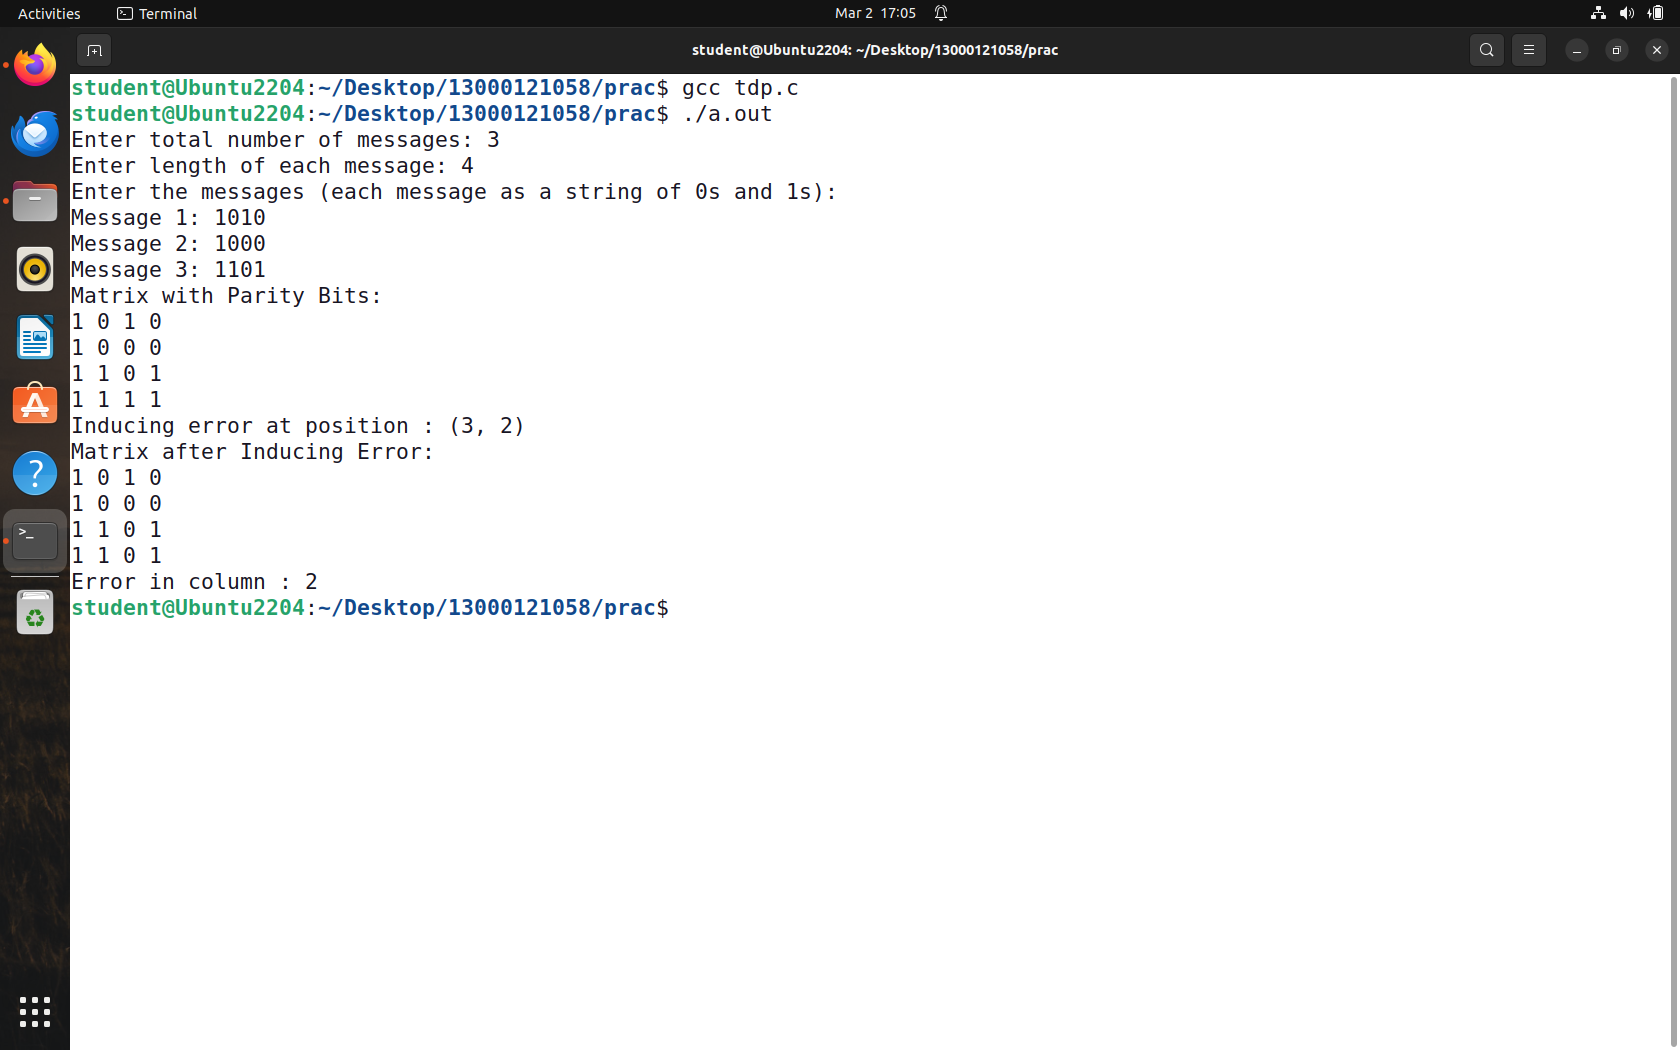 Activities Terminal Mar 2 17:05
student@Ubuntu2204: ~/Desktop/13000121058/prac
student@Ubuntu2204:~/Desktop/13000121058/prac$ gcc tdp.c
student@Ubuntu2204:~/Desktop/13000121058/prac$ ./a.out
Enter total number of messages: 3
Enter length of each message: 4
Enter the messages (each message as a string of 0s and 1s):
Message 1: 1010
Message 2: 1000
Message 3: 1101
Matrix with Parity Bits:
1 0 1 0
1 0 0 0
1 1 0 1
1 1 1 1
Inducing error at position : (3, 2)
Matrix after Inducing Error:
1 0 1 0
1 0 0 0
1 1 0 1
1 1 0 1
Error in column : 2
student@Ubuntu2204:~/Desktop/13000121058/prac$